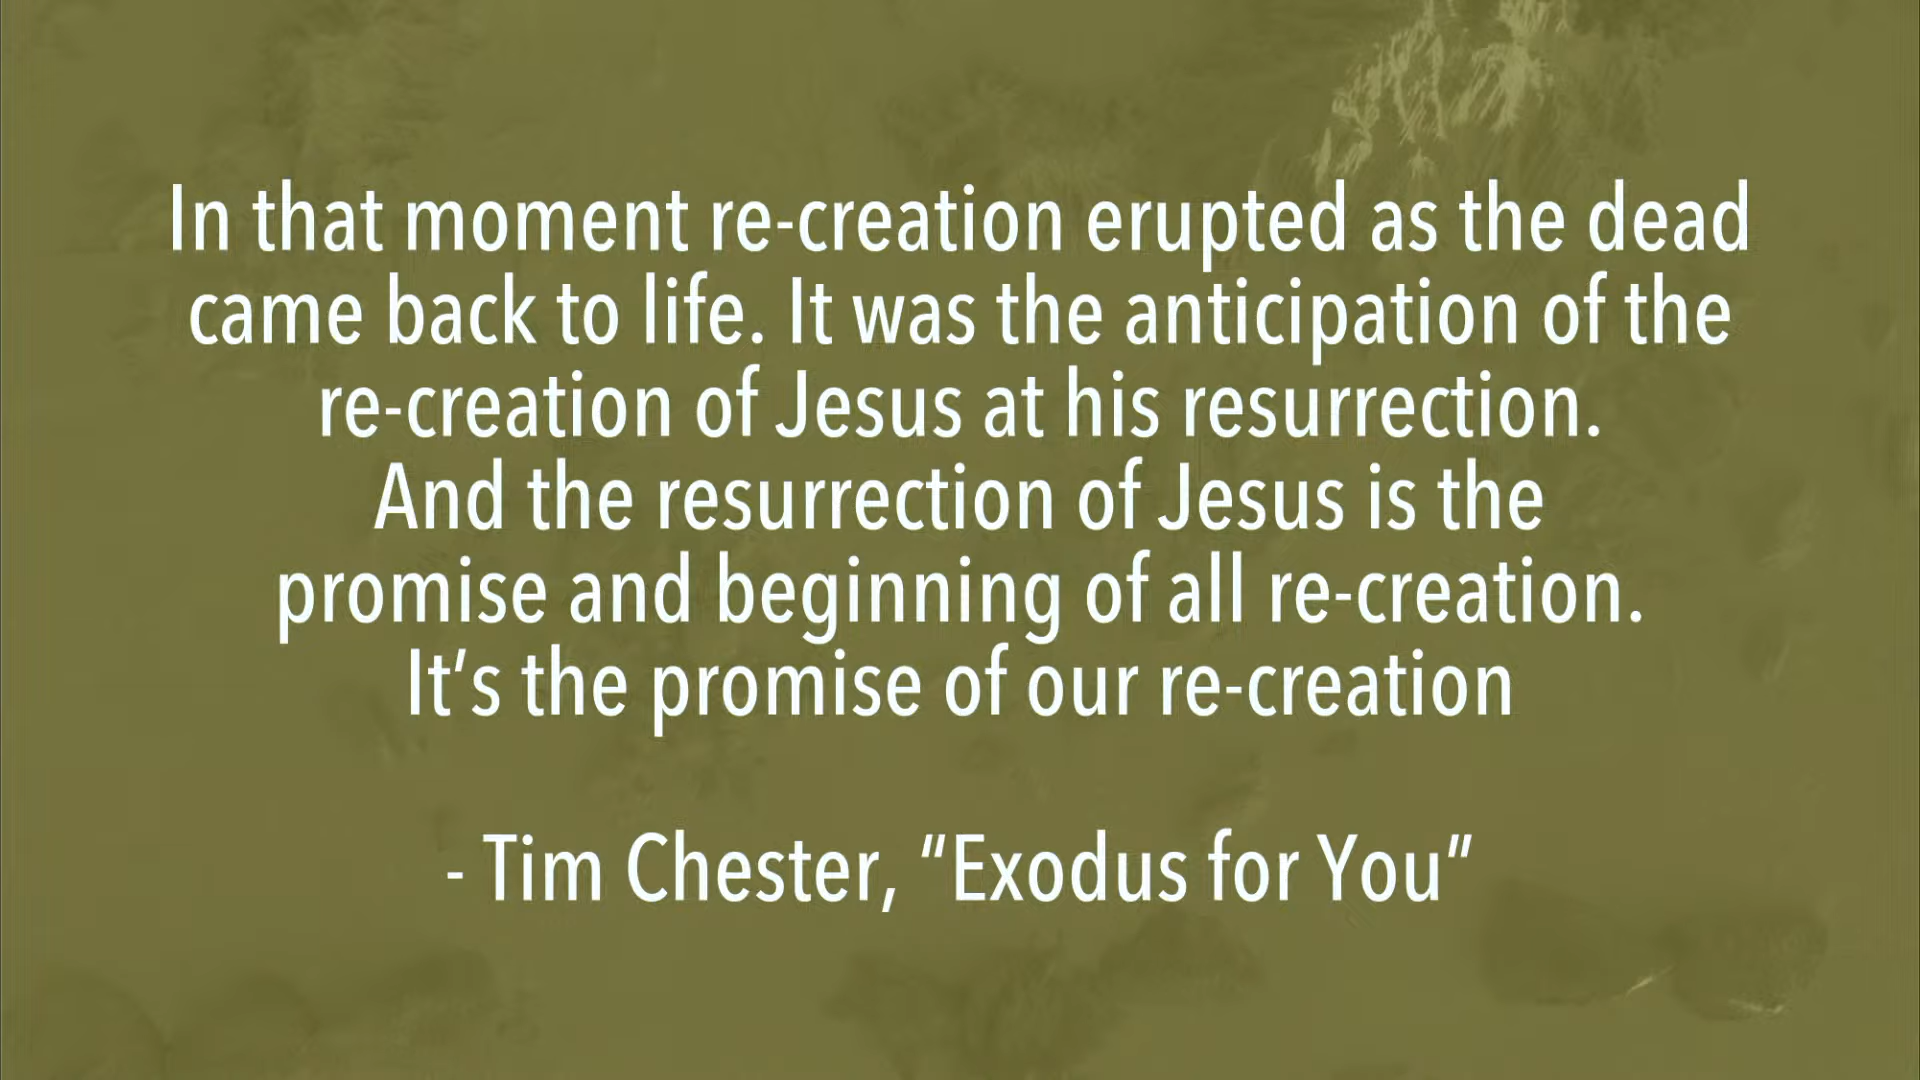 In that moment re-creation erupted as the dead
came back to life. It was the anticipation of the
re-creation of Jesus at his resurrection.
And the resurrection of Jesus is the
promise and beginning of all re-creation.
It’s the promise of our re-creation
- Tim Chester, “Exodus for You”